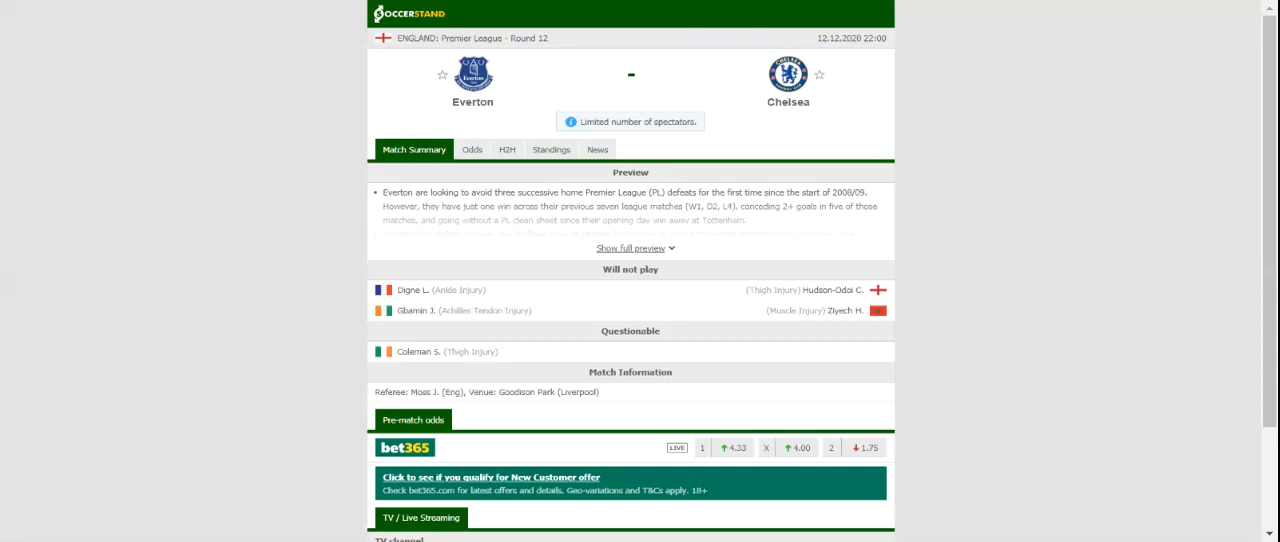 SOCCERSTAND
ENGLAND: Premier League - Round 12 12.12.2020 22:00
-
Everton Chelsea
Limited number of spectators.
Match Summary Odds H2H Standings News
Preview
Everton are looking to avoid three successive home Premier League (PL) defeats for the first time since the start of 2008/09.
However, they have just one win across their previous seven league matches (W1, D2, L4), conceding 2+ goals in five of those
matches, and going without a PL clean sheet since their opening day win away at Tottenham.
Show full preview
Will not play
Digne L. (Ankle Injury) (Thigh Injury) Hudson-Odoi C.
Gbamin J. (Achilles Tendon Injury) (Muscle Injury) Ziyech H.
Questionable
Coleman S. (Thigh Injury)
Match Information
Referee: Moss J. (Eng), Venue: Goodison Park (Liverpool)
Pre-match odds
bet365 LIVE 1 4.33 X 4.00 2 1.75
Click to see if you qualify for New Customer offer
Check bet365.com for latest offers and details. Geo-variations and T&Cs apply. 18+
TV / Live Streaming
TV channel